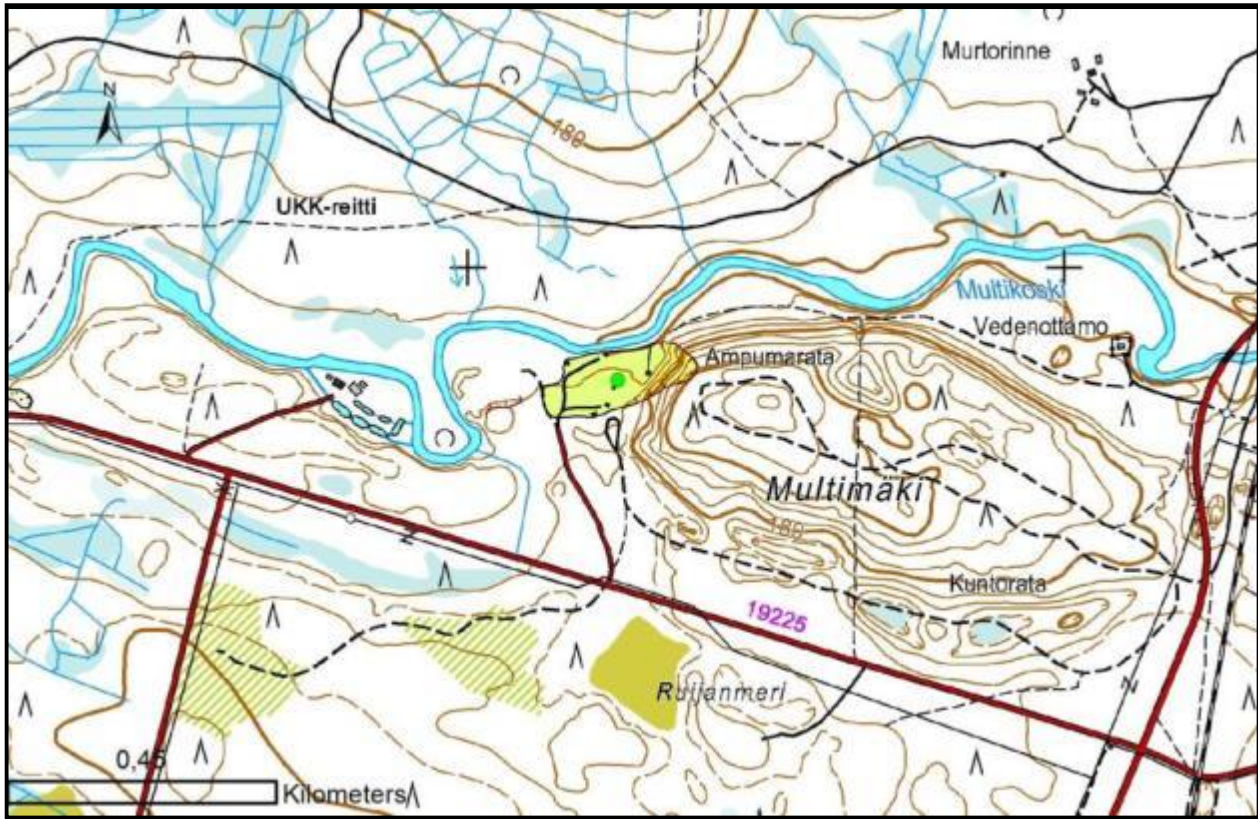 Murtorinne
N
180
UKK-reitti
Multikoski
Vedenottamo
Ampumarata
Multimäki
180
Kuntorata
19225
Ruijanmeri
0,45
Kilometers